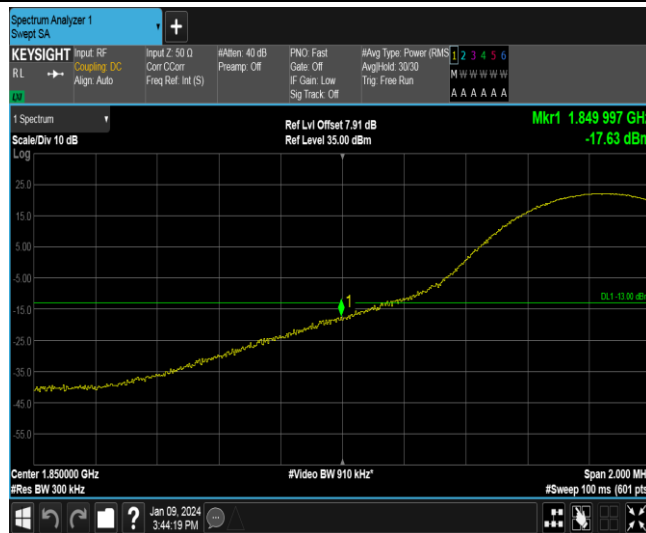 Spectrum Analyzer 1
Swept SA
KEYSIGHT
RL
Input: RF
Coupling: DC
Align: Auto
Input Z: 50 Ω
Corr CCorr
Freq Ref: Int (S)
#Atten: 40 dB
Preamp: Off
PNO: Fast
Gate: Off
IF Gain: Low
Sig Track: Off
#Avg Type: Power (RMS
Avg|Hold: 30/30
Trig: Free Run
1 2 3 4 5 6
M W W W W W
A A A A A A
1 Spectrum
Scale/Div 10 dB
Log
Ref Lvl Offset 7.91 dB
Ref Level 35.00 dBm
Mkr1 1.849 997 GHz
-17.63 dBm
25.0
15.0
5.00
-5.00
-15.0
-25.0
-35.0
-45.0
-55.0
1
DL1 -13.00 dBm
Center 1.850000 GHz
#Res BW 300 kHz
#Video BW 910 kHz*
Span 2.000 MH
#Sweep 100 ms (601 pts
?
Jan 09, 2024
3:44:19 PM